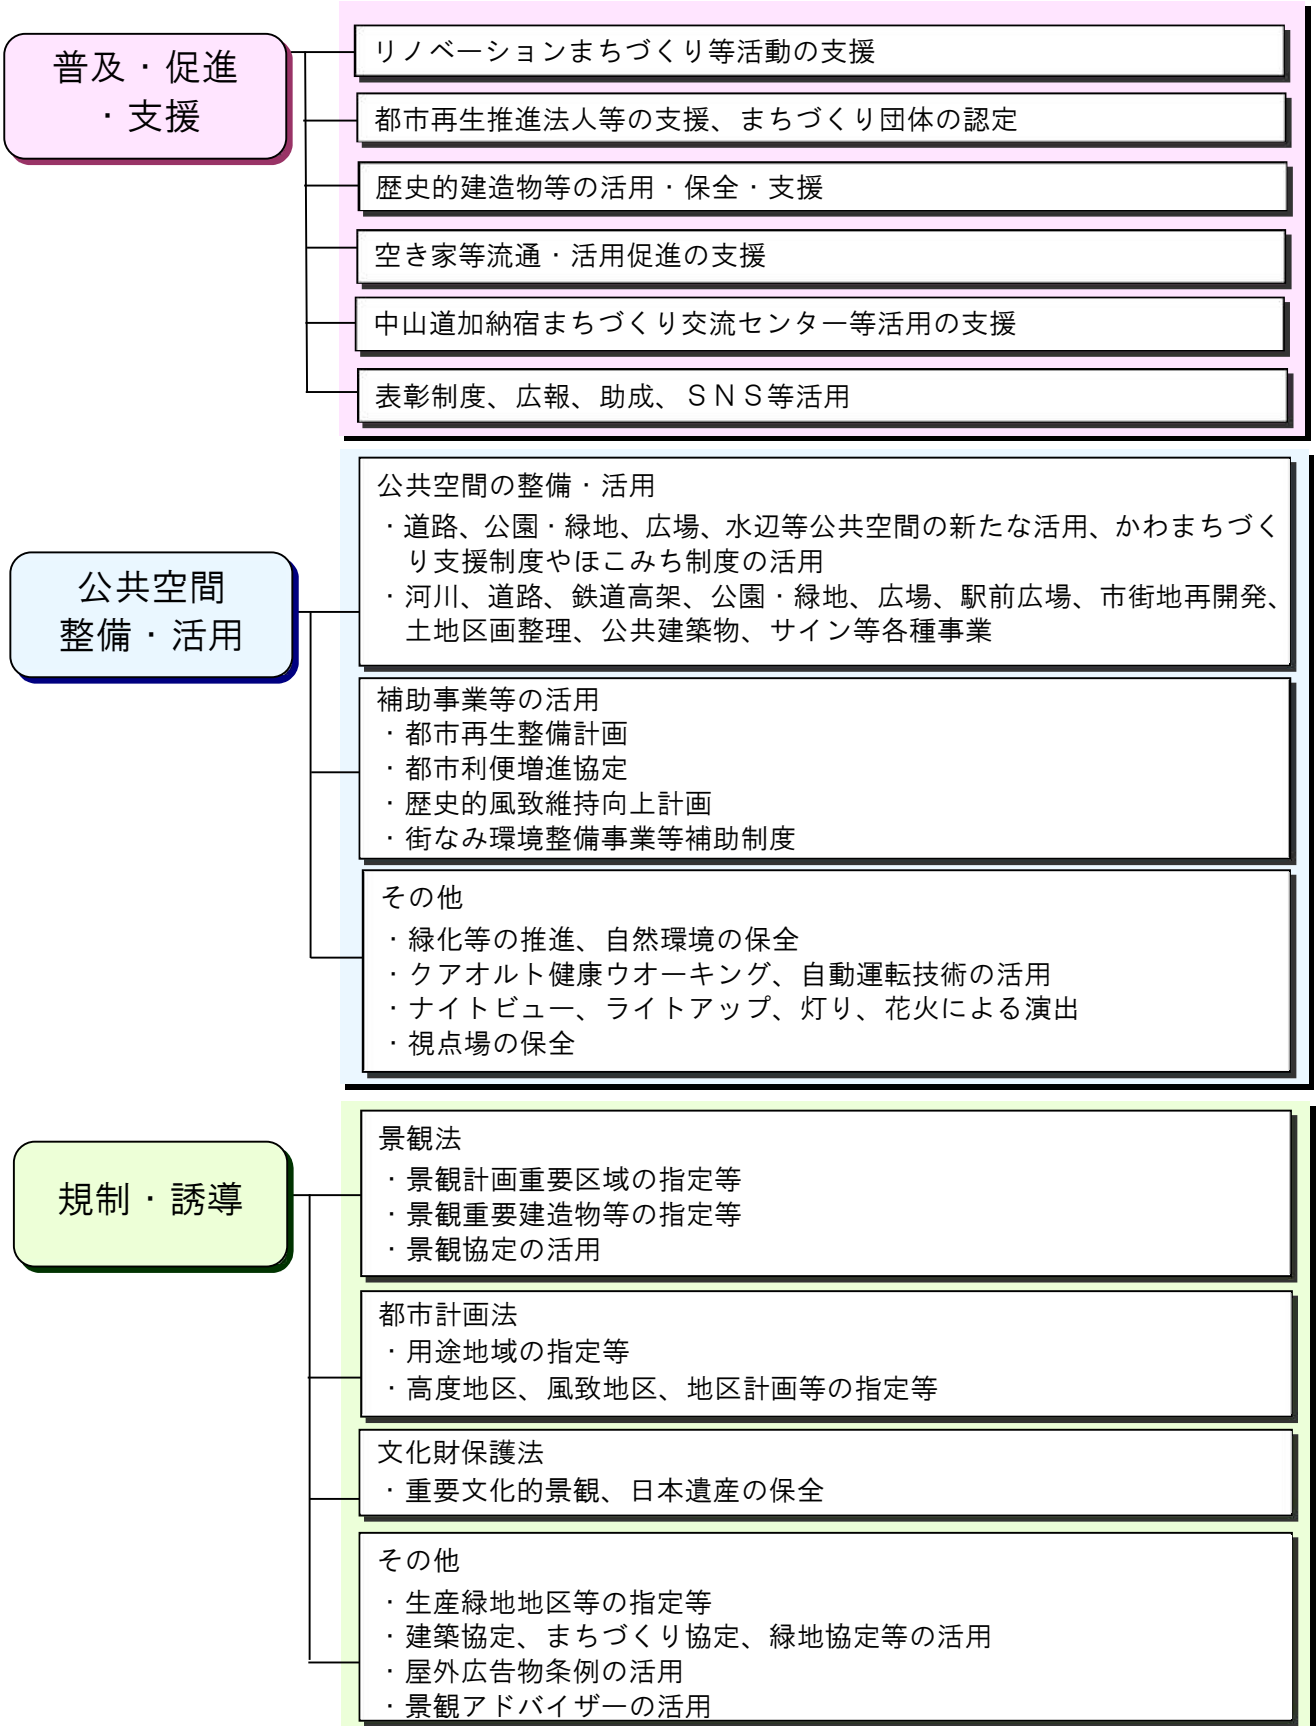 普及・促進
・支援
リノベーションまちづくり等活動の支援
都市再生推進法人等の支援、まちづくり団体の認定
歴史的建造物等の活用・保全・支援
空き家等流通・活用促進の支援
中山道加納宿まちづくり交流センター等活用の支援
表彰制度、広報、助成、ＳＮＳ等活用
公共空間
整備・活用
公共空間の整備・活用
・道路、公園・緑地、広場、水辺等公共空間の新たな活用、かわまちづく
り支援制度やほこみち制度の活用
・河川、道路、鉄道高架、公園・緑地、広場、駅前広場、市街地再開発、
土地区画整理、公共建築物、サイン等各種事業
補助事業等の活用
・都市再生整備計画
・都市利便増進協定
・歴史的風致維持向上計画
・街なみ環境整備事業等補助制度
その他
・緑化等の推進、自然環境の保全
・クアオルト健康ウオーキング、自動運転技術の活用
・ナイトビュー、ライトアップ、灯り、花火による演出
・視点場の保全
規制・誘導
景観法
・景観計画重要区域の指定等
・景観重要建造物等の指定等
・景観協定の活用
都市計画法
・用途地域の指定等
・高度地区、風致地区、地区計画等の指定等
文化財保護法
・重要文化的景観、日本遺産の保全
その他
・生産緑地地区等の指定等
・建築協定、まちづくり協定、緑地協定等の活用
・屋外広告物条例の活用
・景観アドバイザーの活用